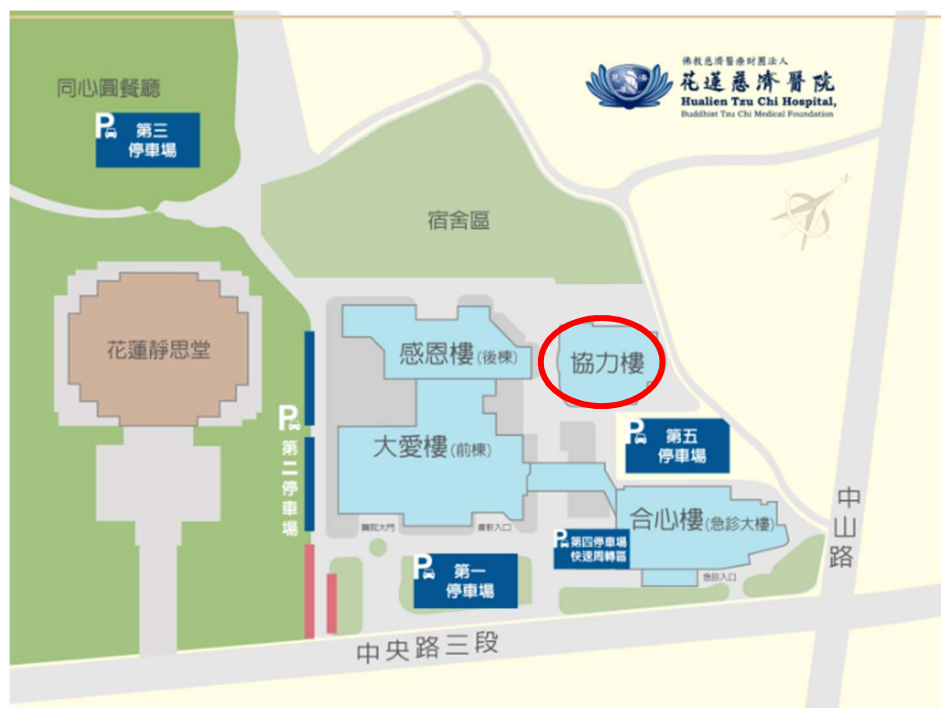 佛教慈濟醫療財團法人
花蓮慈濟醫院
Hualien Tzu Chi Hospital,
Buddhist Tzu Chi Medical Foundation
同心圓餐廳
P
第三
停車場
宿舍區
花蓮靜思堂
感恩樓(後棟)
協力樓
P
第二停車場
大愛樓(前棟)
P
第五
停車場
中山路
合心樓(急診大樓)
醫院大門
P
第四停車場
快速周轉區
P
第一
停車場
急診入口
中央路三段